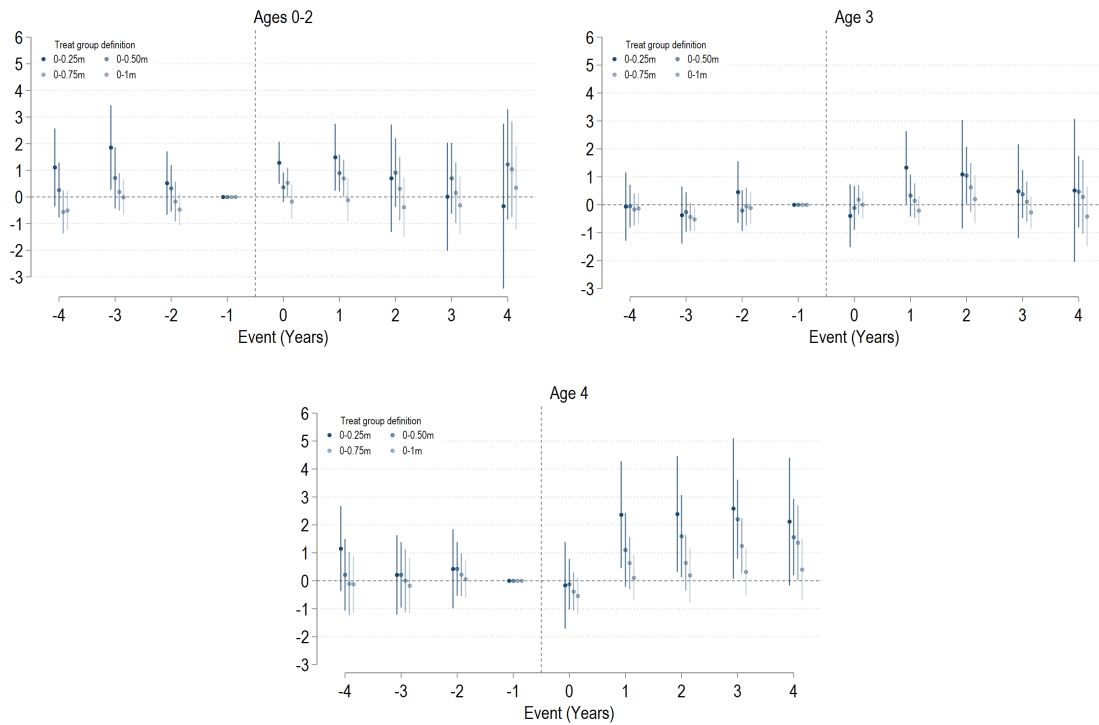 Ages 0-2
Treat group definition
0-0.25m 0-0.50m
0-0.75m 0-1m
6
5
4
3
2
1
0
-1
-2
-3
-4 -3 -2 -1 0 1 2 3 4
Event (Years)
Age 3
Treat group definition
0-0.25m 0-0.50m
0-0.75m 0-1m
6
5
4
3
2
1
0
-1
-2
-3
-4 -3 -2 -1 0 1 2 3 4
Event (Years)
Age 4
Treat group definition
0-0.25m 0-0.50m
0-0.75m 0-1m
6
5
4
3
2
1
0
-1
-2
-3
-4 -3 -2 -1 0 1 2 3 4
Event (Years)